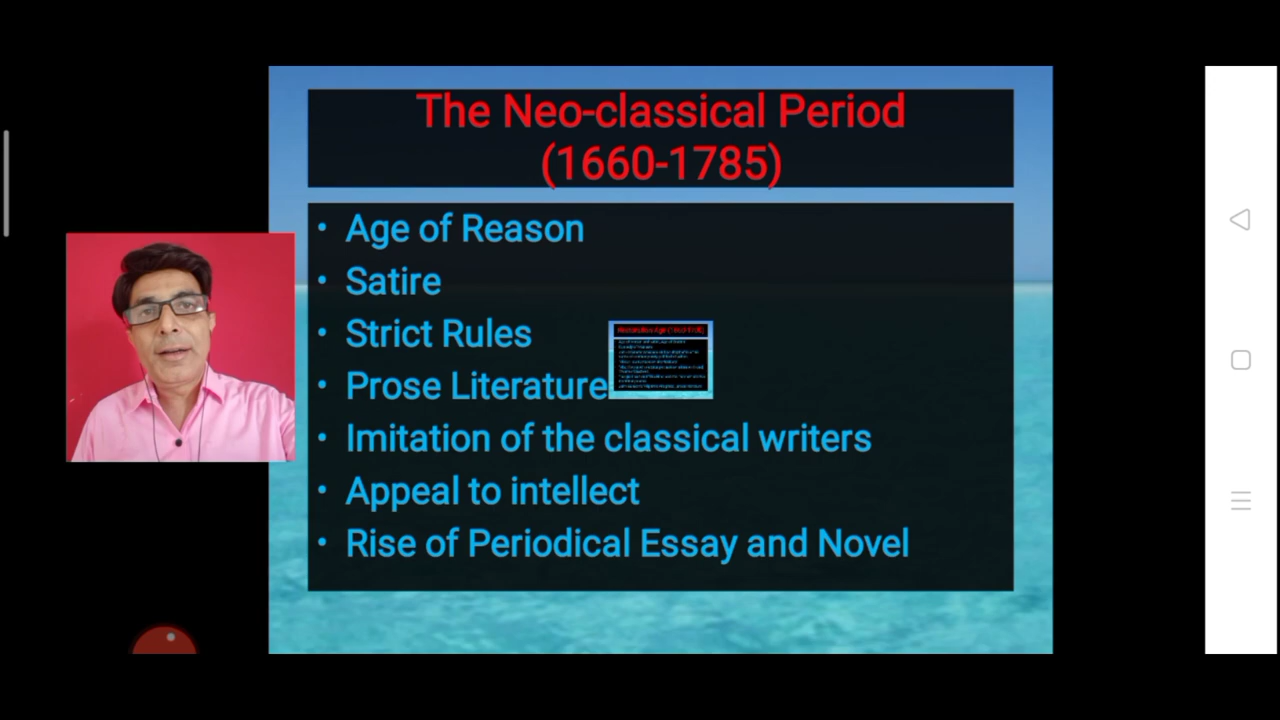 The Neo-classical Period
(1660-1785)
• Age of Reason
• Satire
• Strict Rules
• Prose Literature
• Imitation of the classical writers
• Appeal to intellect
• Rise of Periodical Essay and Novel